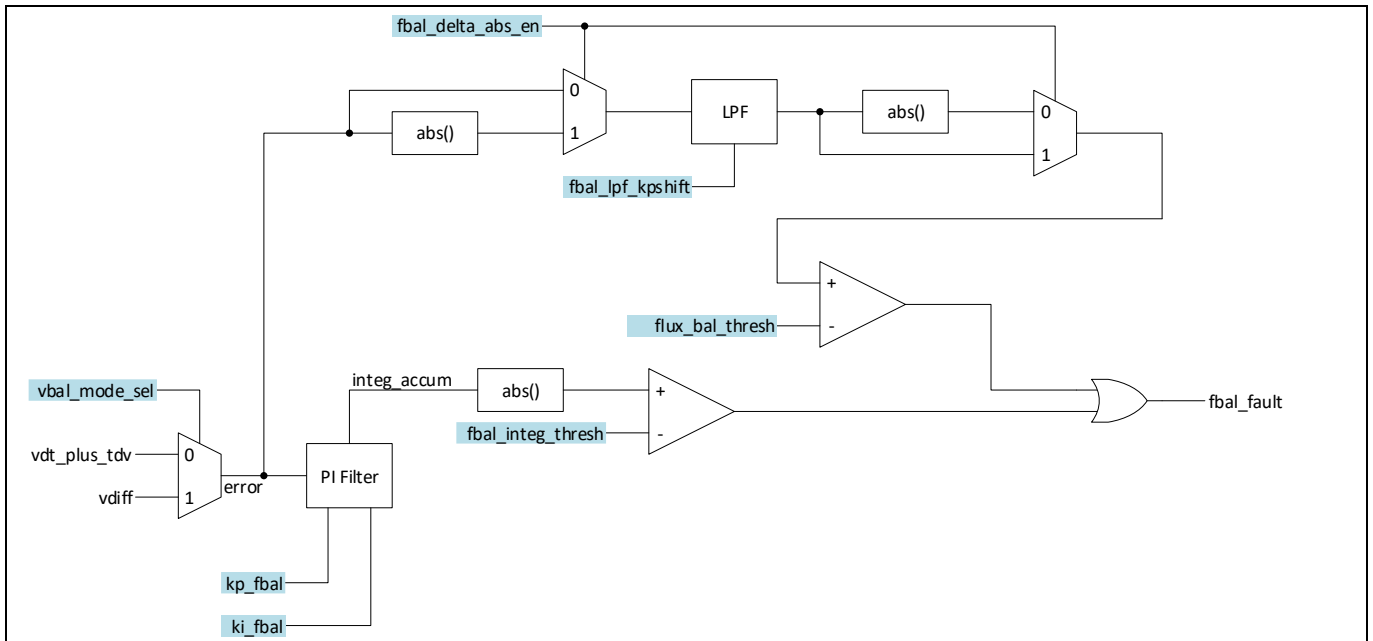 fbal_delta_abs_en
0
1
abs()
LPF
abs()
0
1
fbal_lpf_kpshift
+
-
flux_bal_thresh
integ_accum
abs()
+
-
fbal_integ_thresh
fbal_fault
vbal_mode_sel
vdt_plus_tdv
0
vdiff
1
error
PI Filter
kp_fbal
ki_fbal